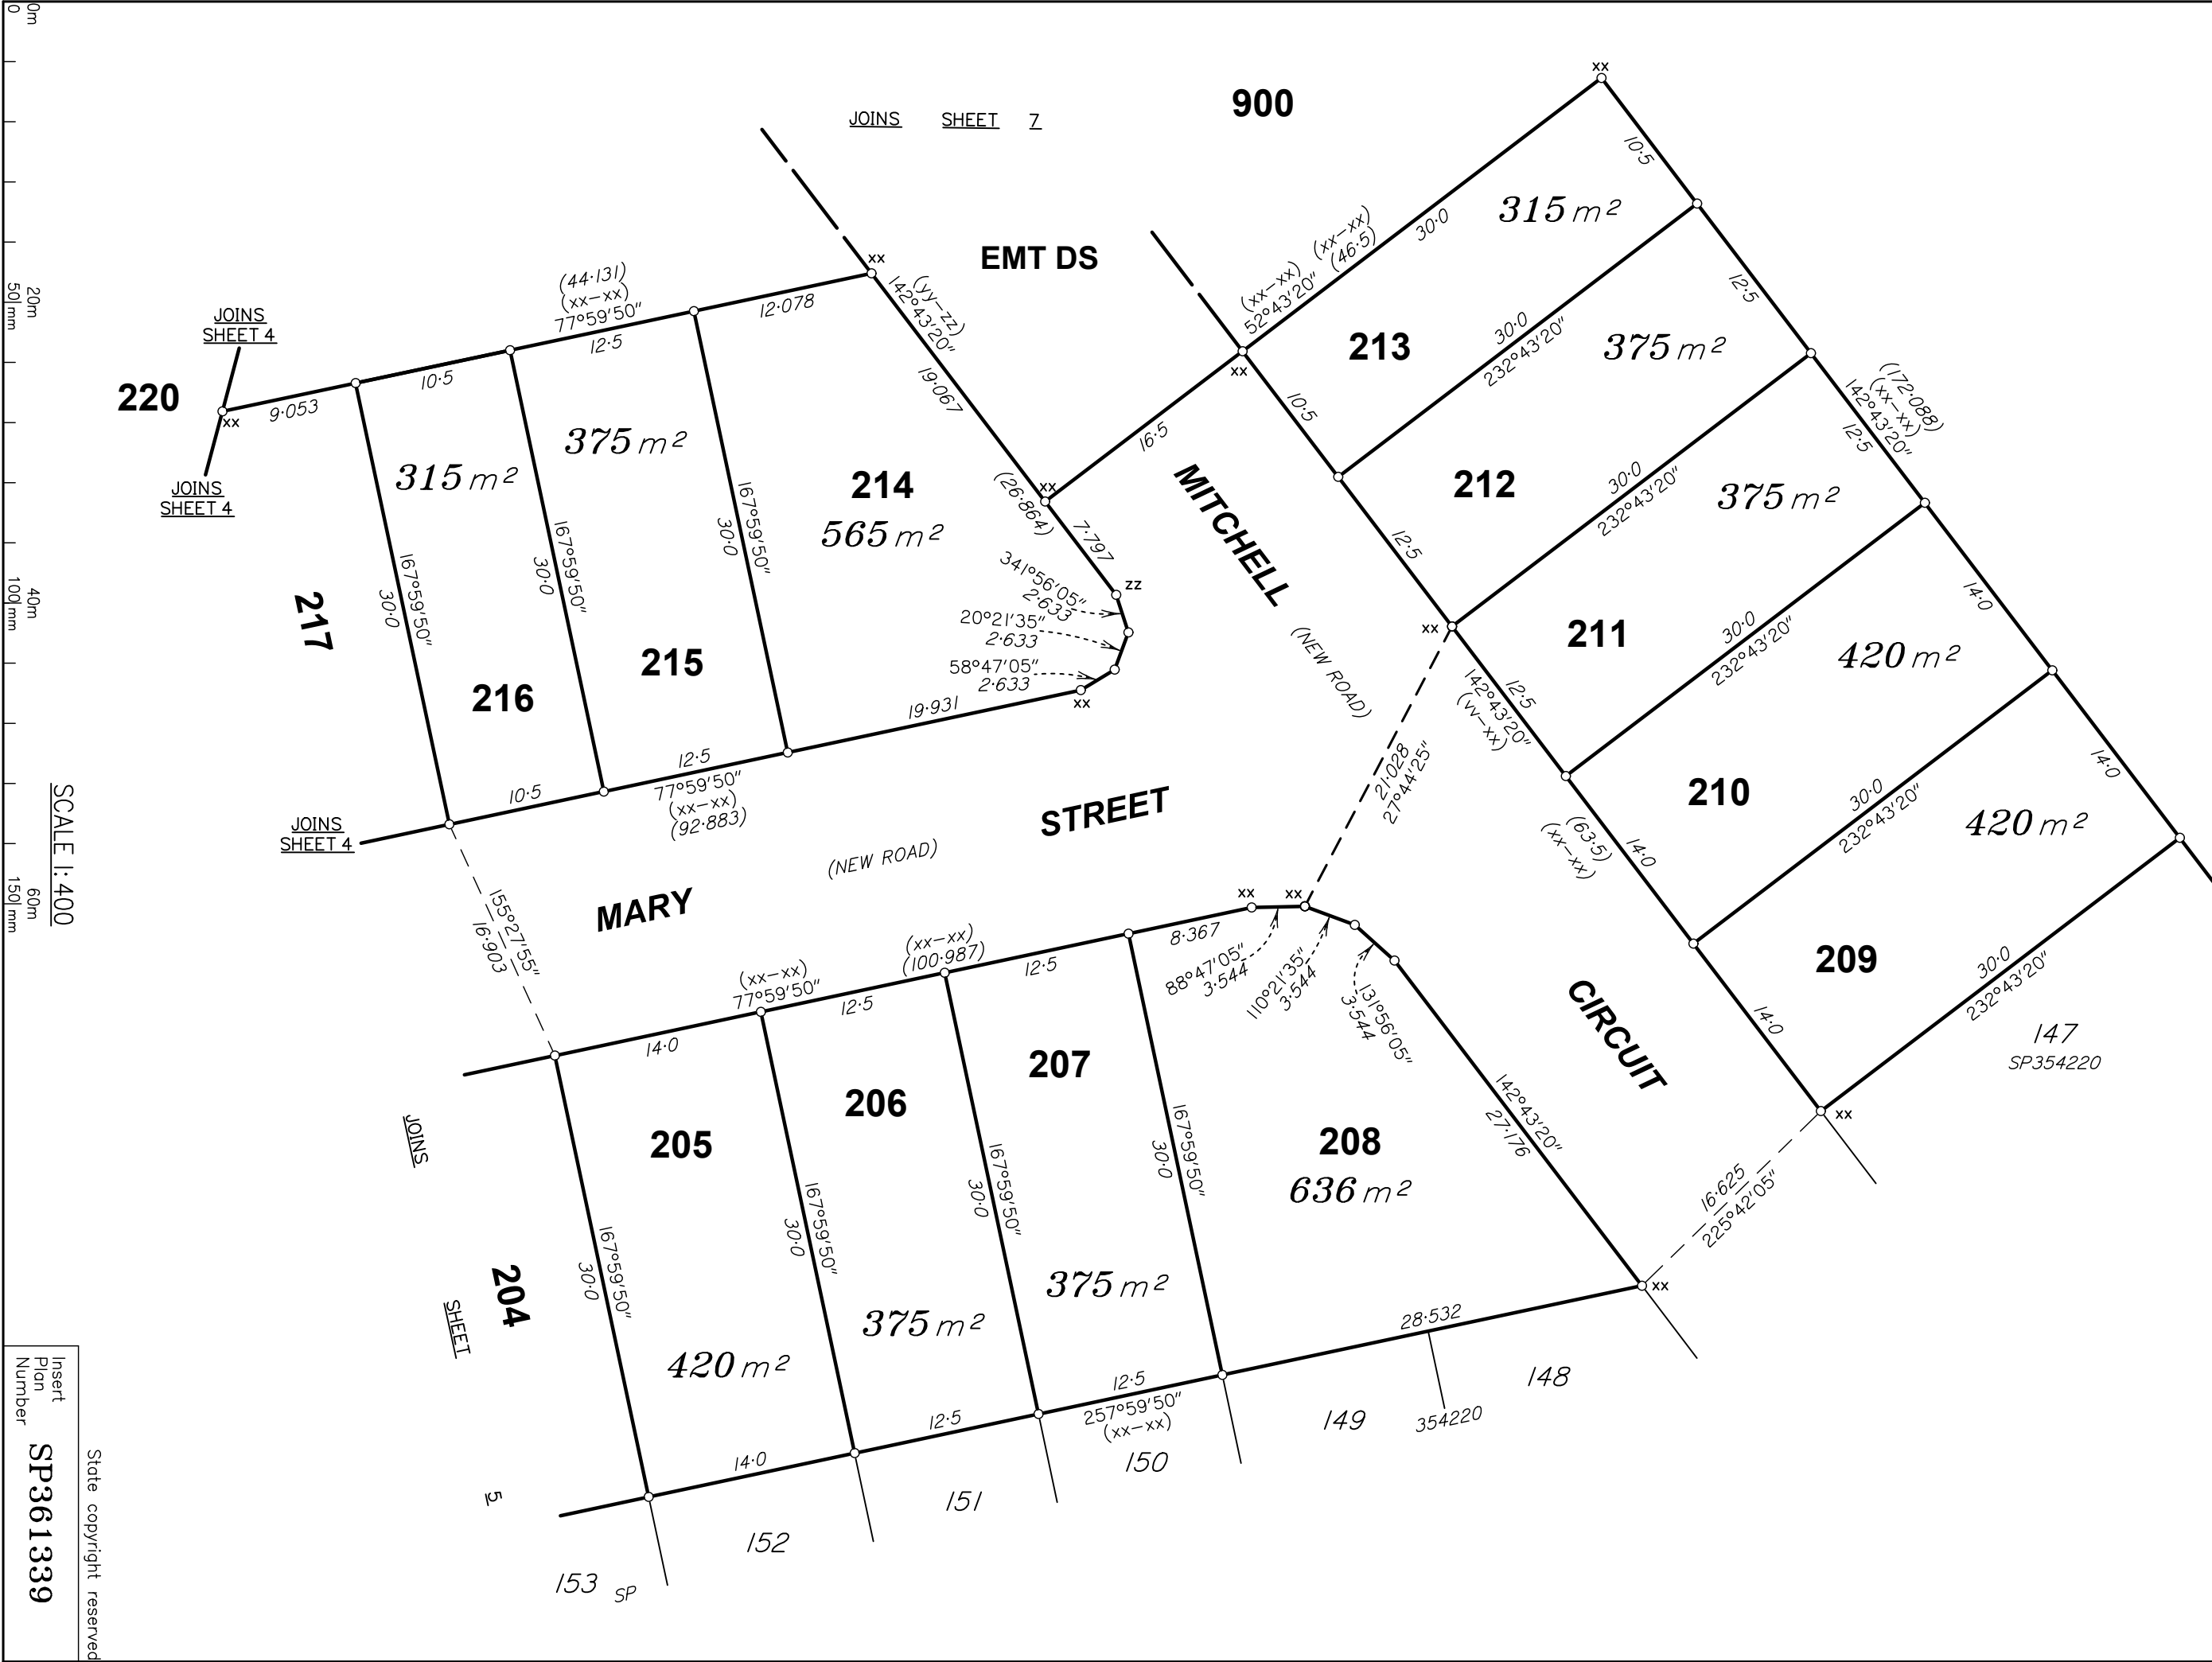 0m
0
20m
50 mm
40m
100 mm
60m
150 mm
SCALE 1:400
Insert
Plan
Number
SP361339
State copyright reserved
JOINS SHEET 7
900
EMT DS
xx
10·5
315 m²
30·0
(xx-xx)
(46·5)
(xx-xx)
52°43'20"
xx
213
10·5
30·0
232°43'20"
12·5
375 m²
212
12·5
30·0
232°43'20"
(172·088)
(xx-xx)
142°43'20"
12·5
375 m²
xx
211
12·5
142°43'20"
(vv-xx)
30·0
232°43'20"
14·0
420 m²
210
(63·5)
(xx-xx)
14·0
30·0
232°43'20"
14·0
420 m²
209
14·0
30·0
232°43'20"
147
SP354220
xx
16·625
225°42'05"
JOINS
SHEET 4
220
xx
JOINS
SHEET 4
9·053
10·5
(44·131)
(xx-xx)
77°59'50"
12·5
12·078
xx
(yy-zz)
142°43'20"
19·067
xx
(26·864)
16·5
7·797
zz
341°56'05"
2·633
20°21'35"
2·633
58°47'05"
2·633
xx
19·931
214
565 m²
167°59'50"
30·0
375 m²
215
167°59'50"
30·0
315 m²
216
167°59'50"
30·0
217
10·5
12·5
77°59'50"
(xx-xx)
(92·883)
JOINS
SHEET 4
MITCHELL
(NEW ROAD)
CIRCUIT
21·028
27°44'25"
MARY
(NEW ROAD)
STREET
155°27'55"
16·903
14·0
(xx-xx)
77°59'50"
12·5
(xx-xx)
(100·987)
12·5
8·367
xx
xx
88°47'05"
3·544
110°21'35"
3·544
131°56'05"
3·544
142°43'20"
27·176
xx
JOINS
SHEET
5
204
167°59'50"
30·0
205
420 m²
167°59'50"
30·0
206
375 m²
167°59'50"
30·0
207
375 m²
167°59'50"
30·0
208
636 m²
14·0
12·5
12·5
257°59'50"
(xx-xx)
28·532
153
SP
152
151
150
149
354220
148